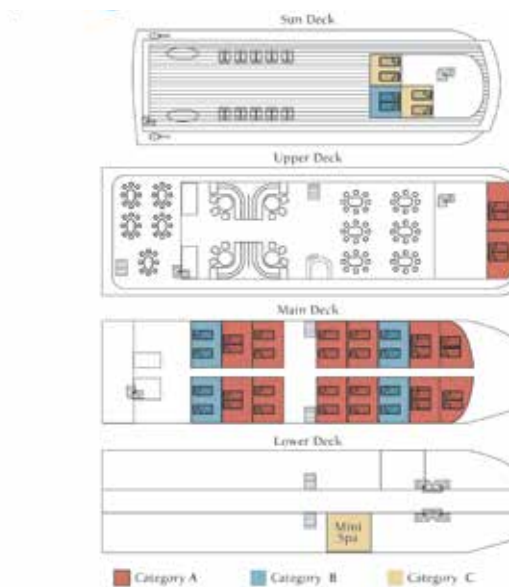 Sun Deck
Upper Deck
Main Deck
Lower Deck
Mini
Spa
Category A
Category B
Category C